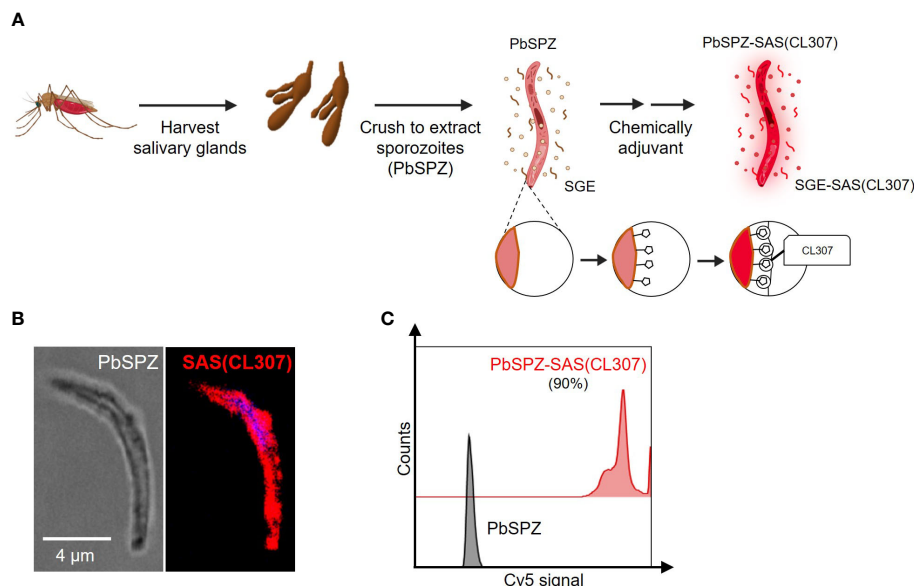 A
Harvest
salivary glands
Crush to extract
sporozoites
(PbSPZ)
PbSPZ
SGE
Chemically
adjuvant
PbSPZ-SAS(CL307)
SGE-SAS(CL307)
CL307
B
PbSPZ
SAS(CL307)
4 µm
C
PbSPZ-SAS(CL307)
(90%)
PbSPZ
Counts
Cy5 signal